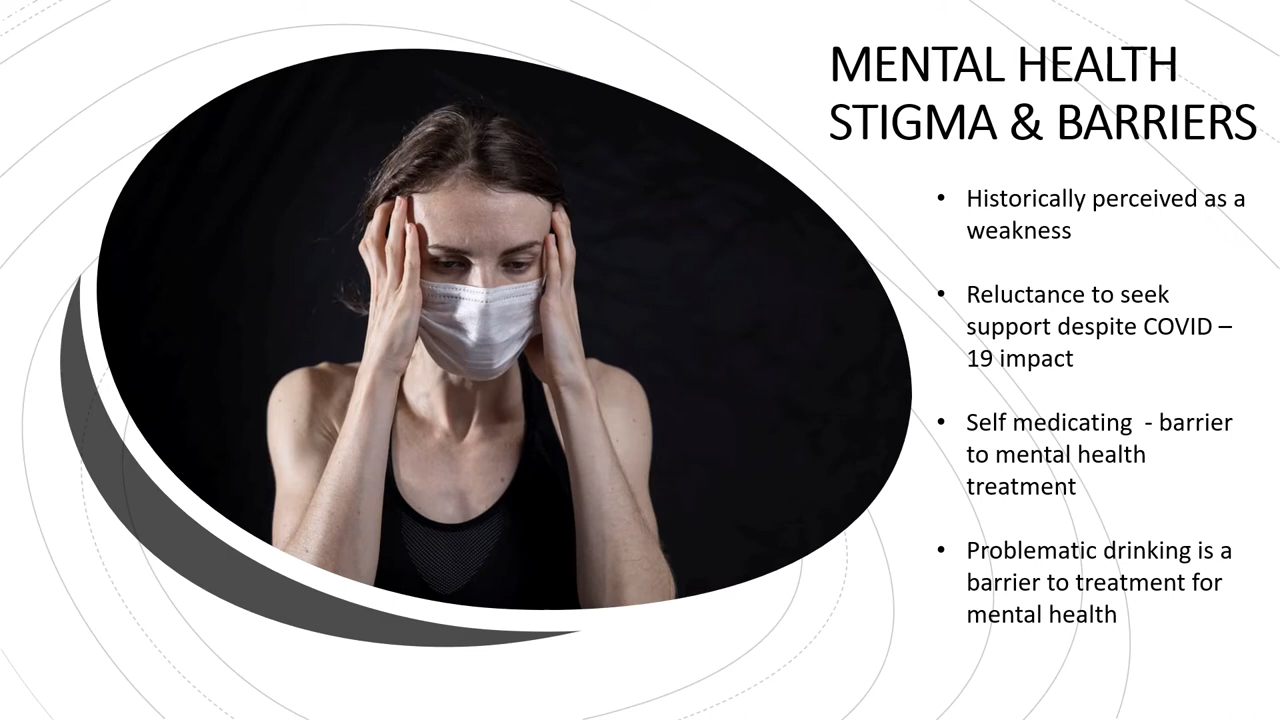 MENTAL HEALTH
STIGMA & BARRIERS
• Historically perceived as a
weakness
• Reluctance to seek
support despite COVID –
19 impact
• Self medicating  - barrier
to mental health
treatment
• Problematic drinking is a
barrier to treatment for
mental health